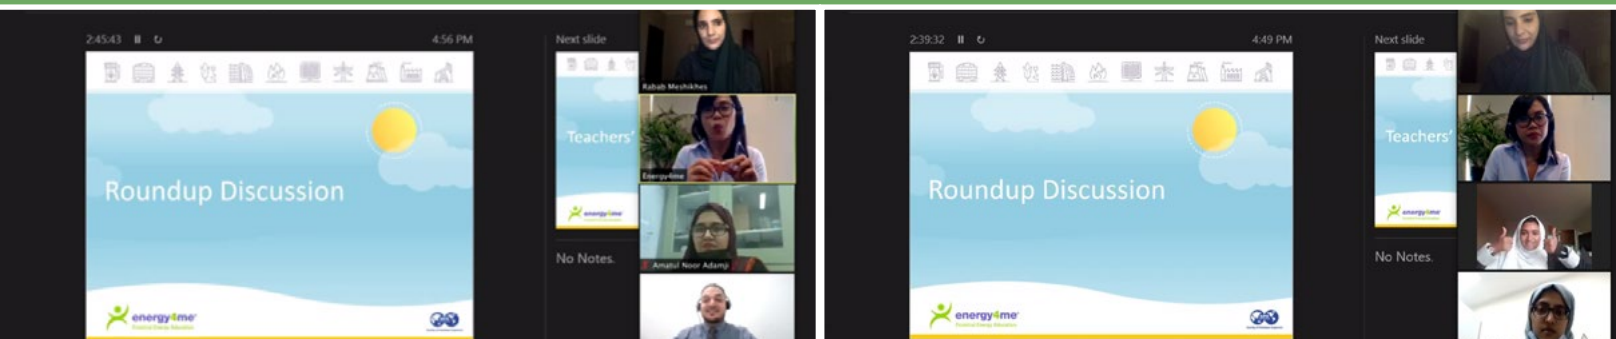 2:45:43
4:56 PM
Next slide
Roundup Discussion
Teachers'
energy4me
No Notes.
energy4me
Rabab Meshikhes
Energy4me
Amatul Noor Adamji
2:39:32
4:49 PM
Next slide
Roundup Discussion
Teachers'
energy4me
No Notes.
energy4me